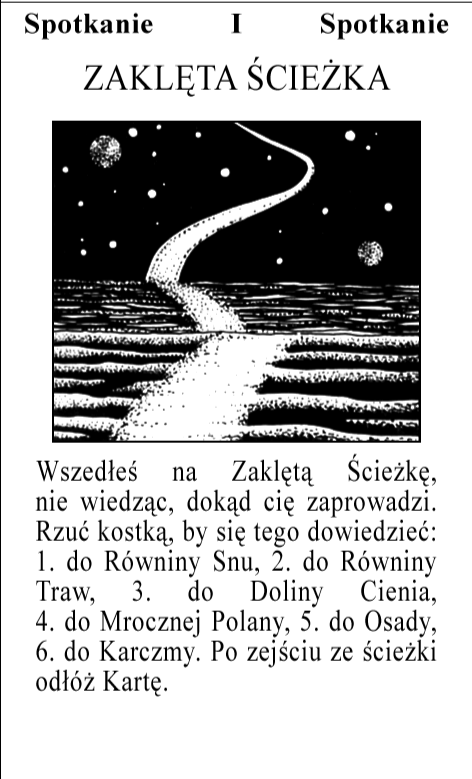 Spotkanie I Spotkanie
ZAKLĘTA ŚCIEŻKA
Wszedłeś na Zaklętą Ścieżkę,
nie wiedząc, dokąd cię zaprowadzi.
Rzuć kostką, by się tego dowiedzieć:
1. do Równiny Snu, 2. do Równiny
Traw, 3. do Doliny Cienia,
4. do Mrocznej Polany, 5. do Osady,
6. do Karczmy. Po zejściu ze ścieżki
odłóż Kartę.